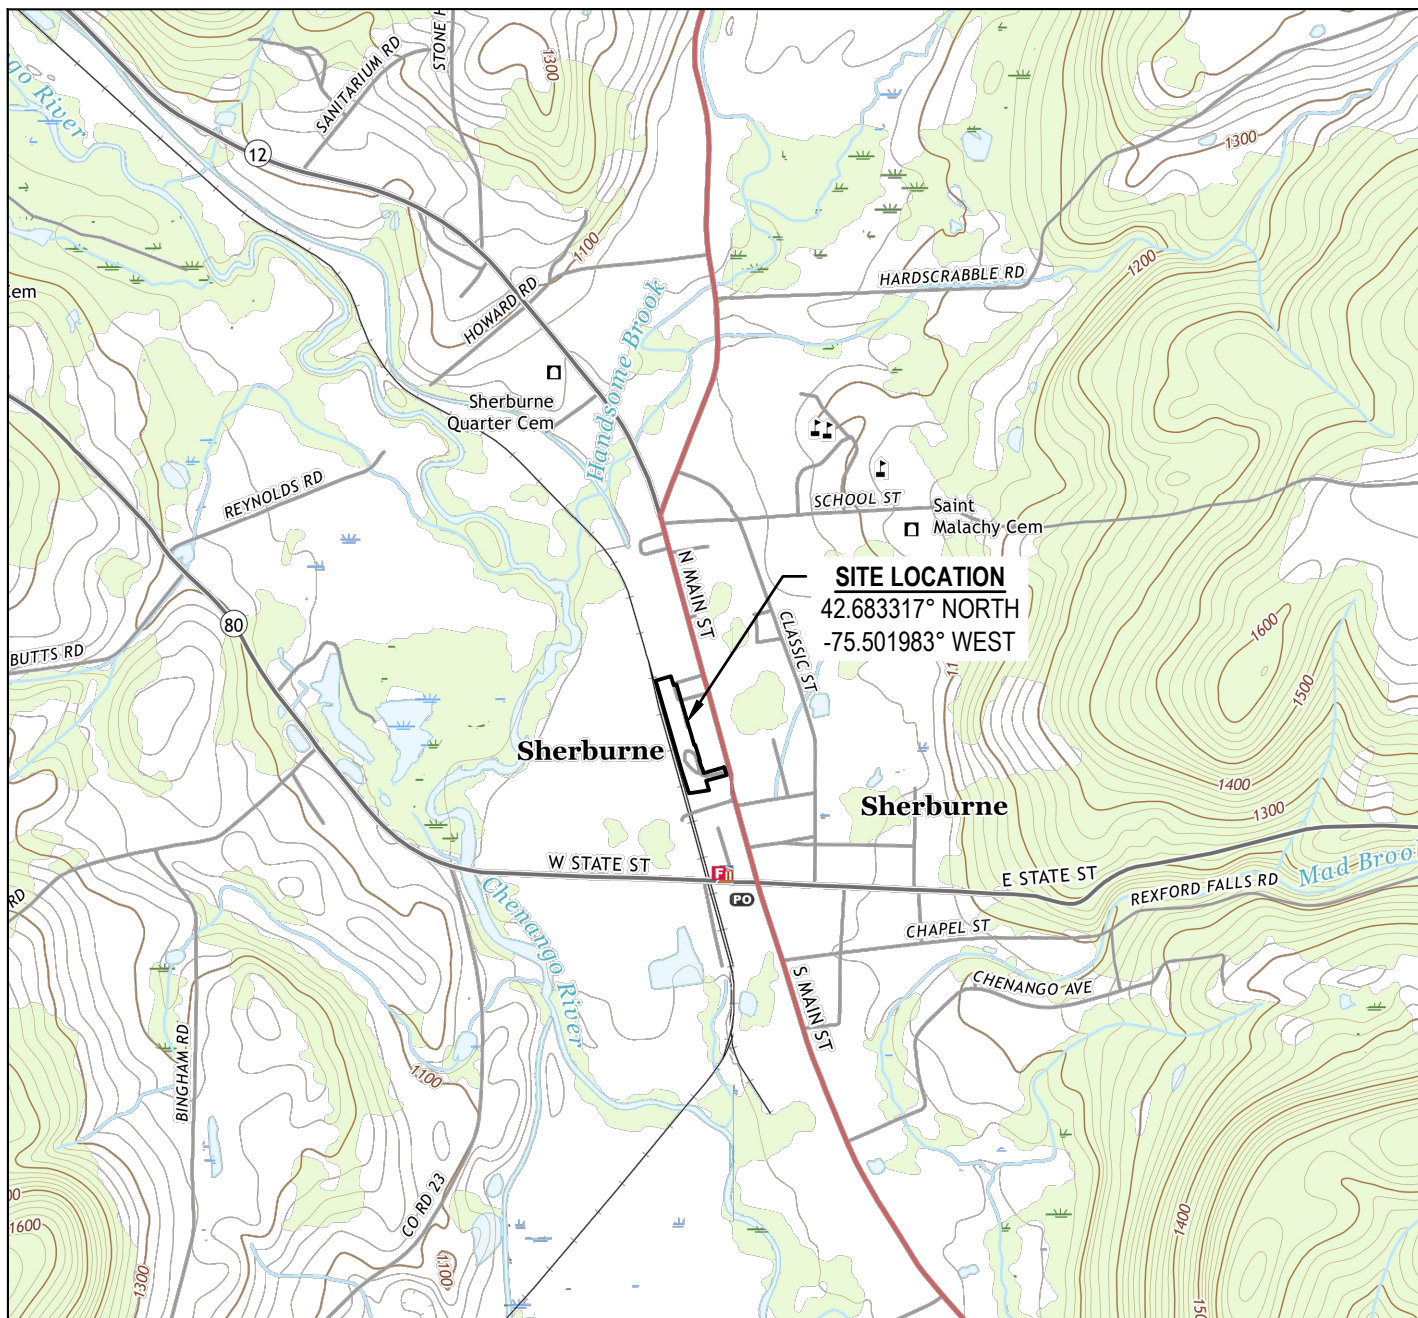 STONE H
SANITARIUM RD
1300
go River
12
1300
1100
1200
HARDSCRABBLE RD
Cem
HOWARD RD
Handsome Brook
Sherburne
Quarter Cem
REYNOLDS RD
SCHOOL ST
Saint
Malachy Cem
N MAIN ST
SITE LOCATION
42.683317° NORTH
-75.501983° WEST
CLASSIC ST
80
BUTTS RD
1600
1500
Sherburne
1400
Sherburne
1300
W STATE ST
F
E STATE ST
Mad Brook
REXFORD FALLS RD
PO
RD
Chenango River
CHAPEL ST
CHENANGO AVE
S MAIN ST
BINGHAM RD
1100
CO RD 23
1600
1300
1100
1400